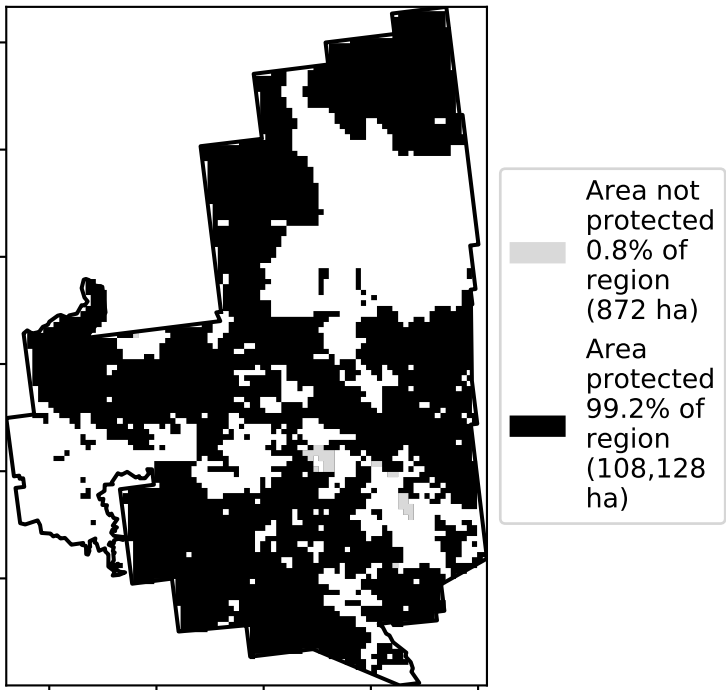 Area not
protected
0.8% of
region
(872 ha)
Area
protected
99.2% of
region
(108,128
ha)